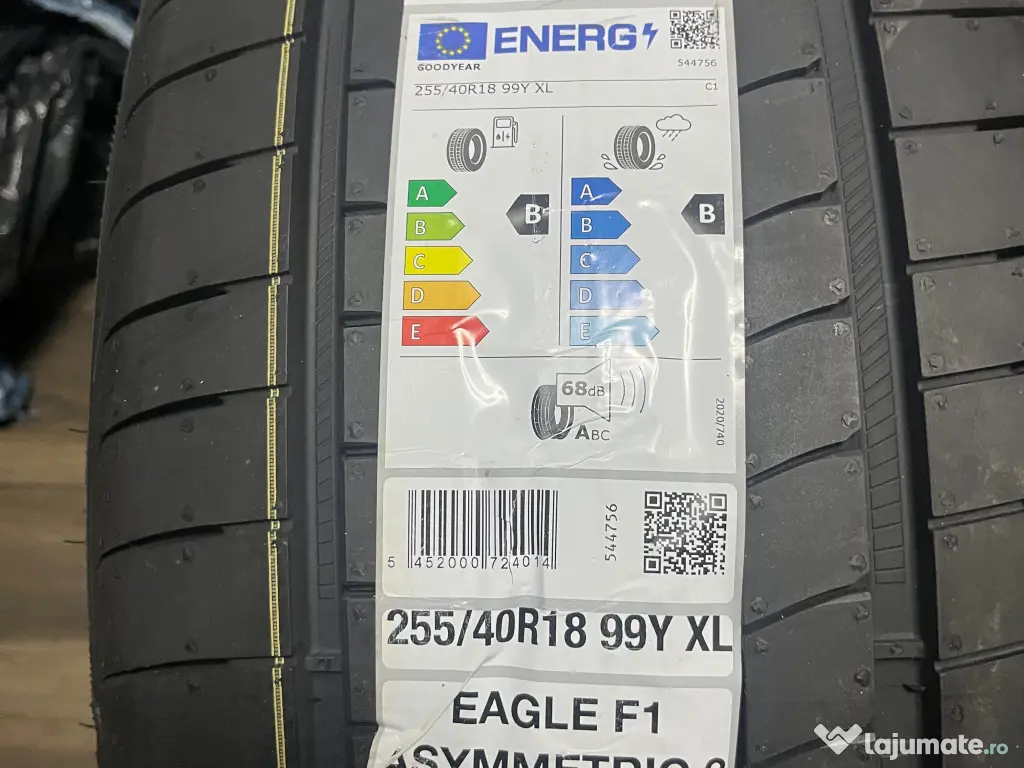 ENERG
GOODYEAR
544756
255/40R18 99Y XL
C1
A
B
C
D
E
B
A
B
C
D
E
B
68dB
ABC
2020/740
5 452000 724014
544756
255/40R18 99Y XL
EAGLE F1
ASYMMETRIC
lajumate.ro